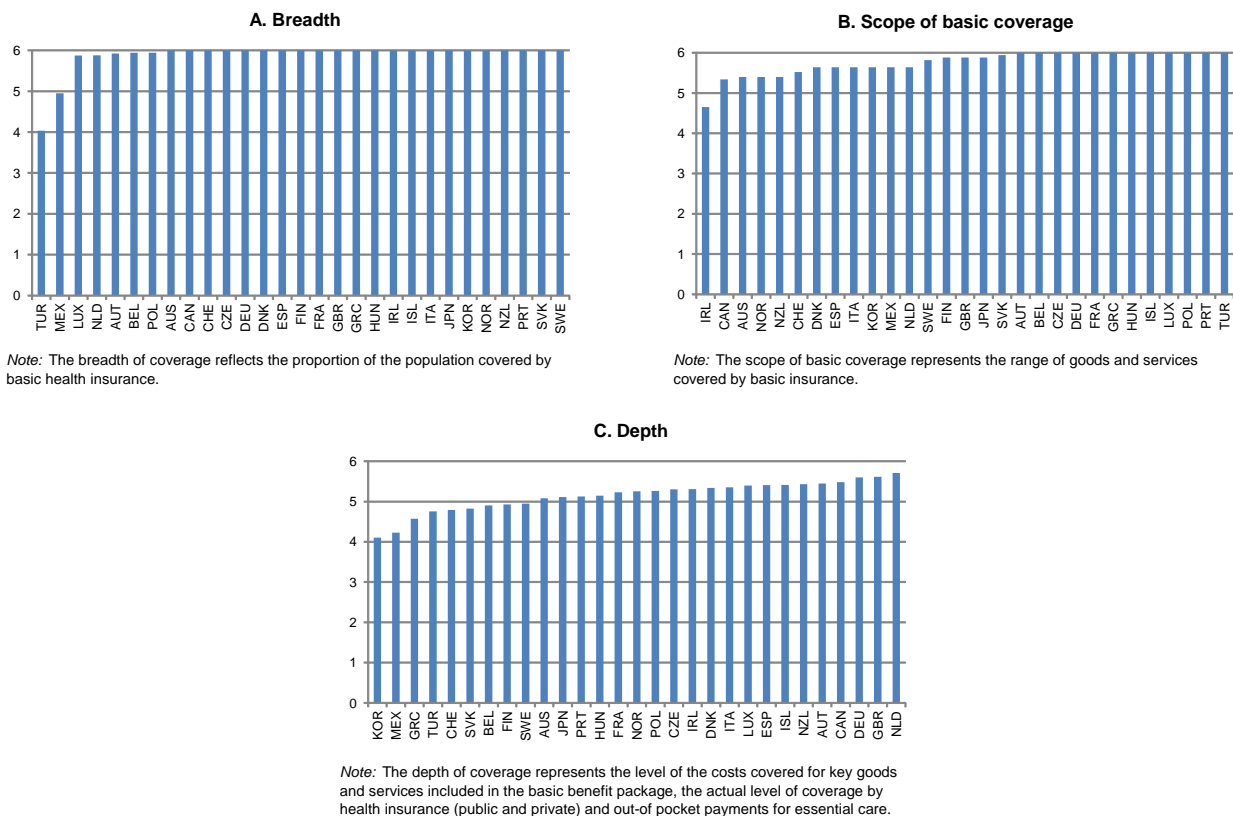 A. Breadth
6
5
4
3
2
1
0
TUR MEX LUX NLD AUT BEL POL AUS CAN CHE CZE DEU DNK ESP FIN FRA GBR GRC HUN IRL ISL ITA JPN KOR NOR NZL PRT SVK SWE
Note: The breadth of coverage reflects the proportion of the population covered by
basic health insurance.
B. Scope of basic coverage
6
5
4
3
2
1
0
IRL CAN AUS NOR NZL CHE DNK ESP ITA KOR MEX NLD SWE FIN GBR JPN SVK AUT BEL CZE DEU FRA GRC HUN ISL LUX POL PRT TUR
Note: The scope of basic coverage represents the range of goods and services
covered by basic insurance.
C. Depth
6
5
4
3
2
1
0
KOR MEX GRC TUR CHE SVK BEL FIN SWE AUS JPN PRT HUN FRA NOR POL CZE IRL DNK ITA LUX ESP ISL NZL AUT CAN DEU GBR NLD
Note: The depth of coverage represents the level of the costs covered for key goods
and services included in the basic benefit package, the actual level of coverage by
health insurance (public and private) and out-of pocket payments for essential care.